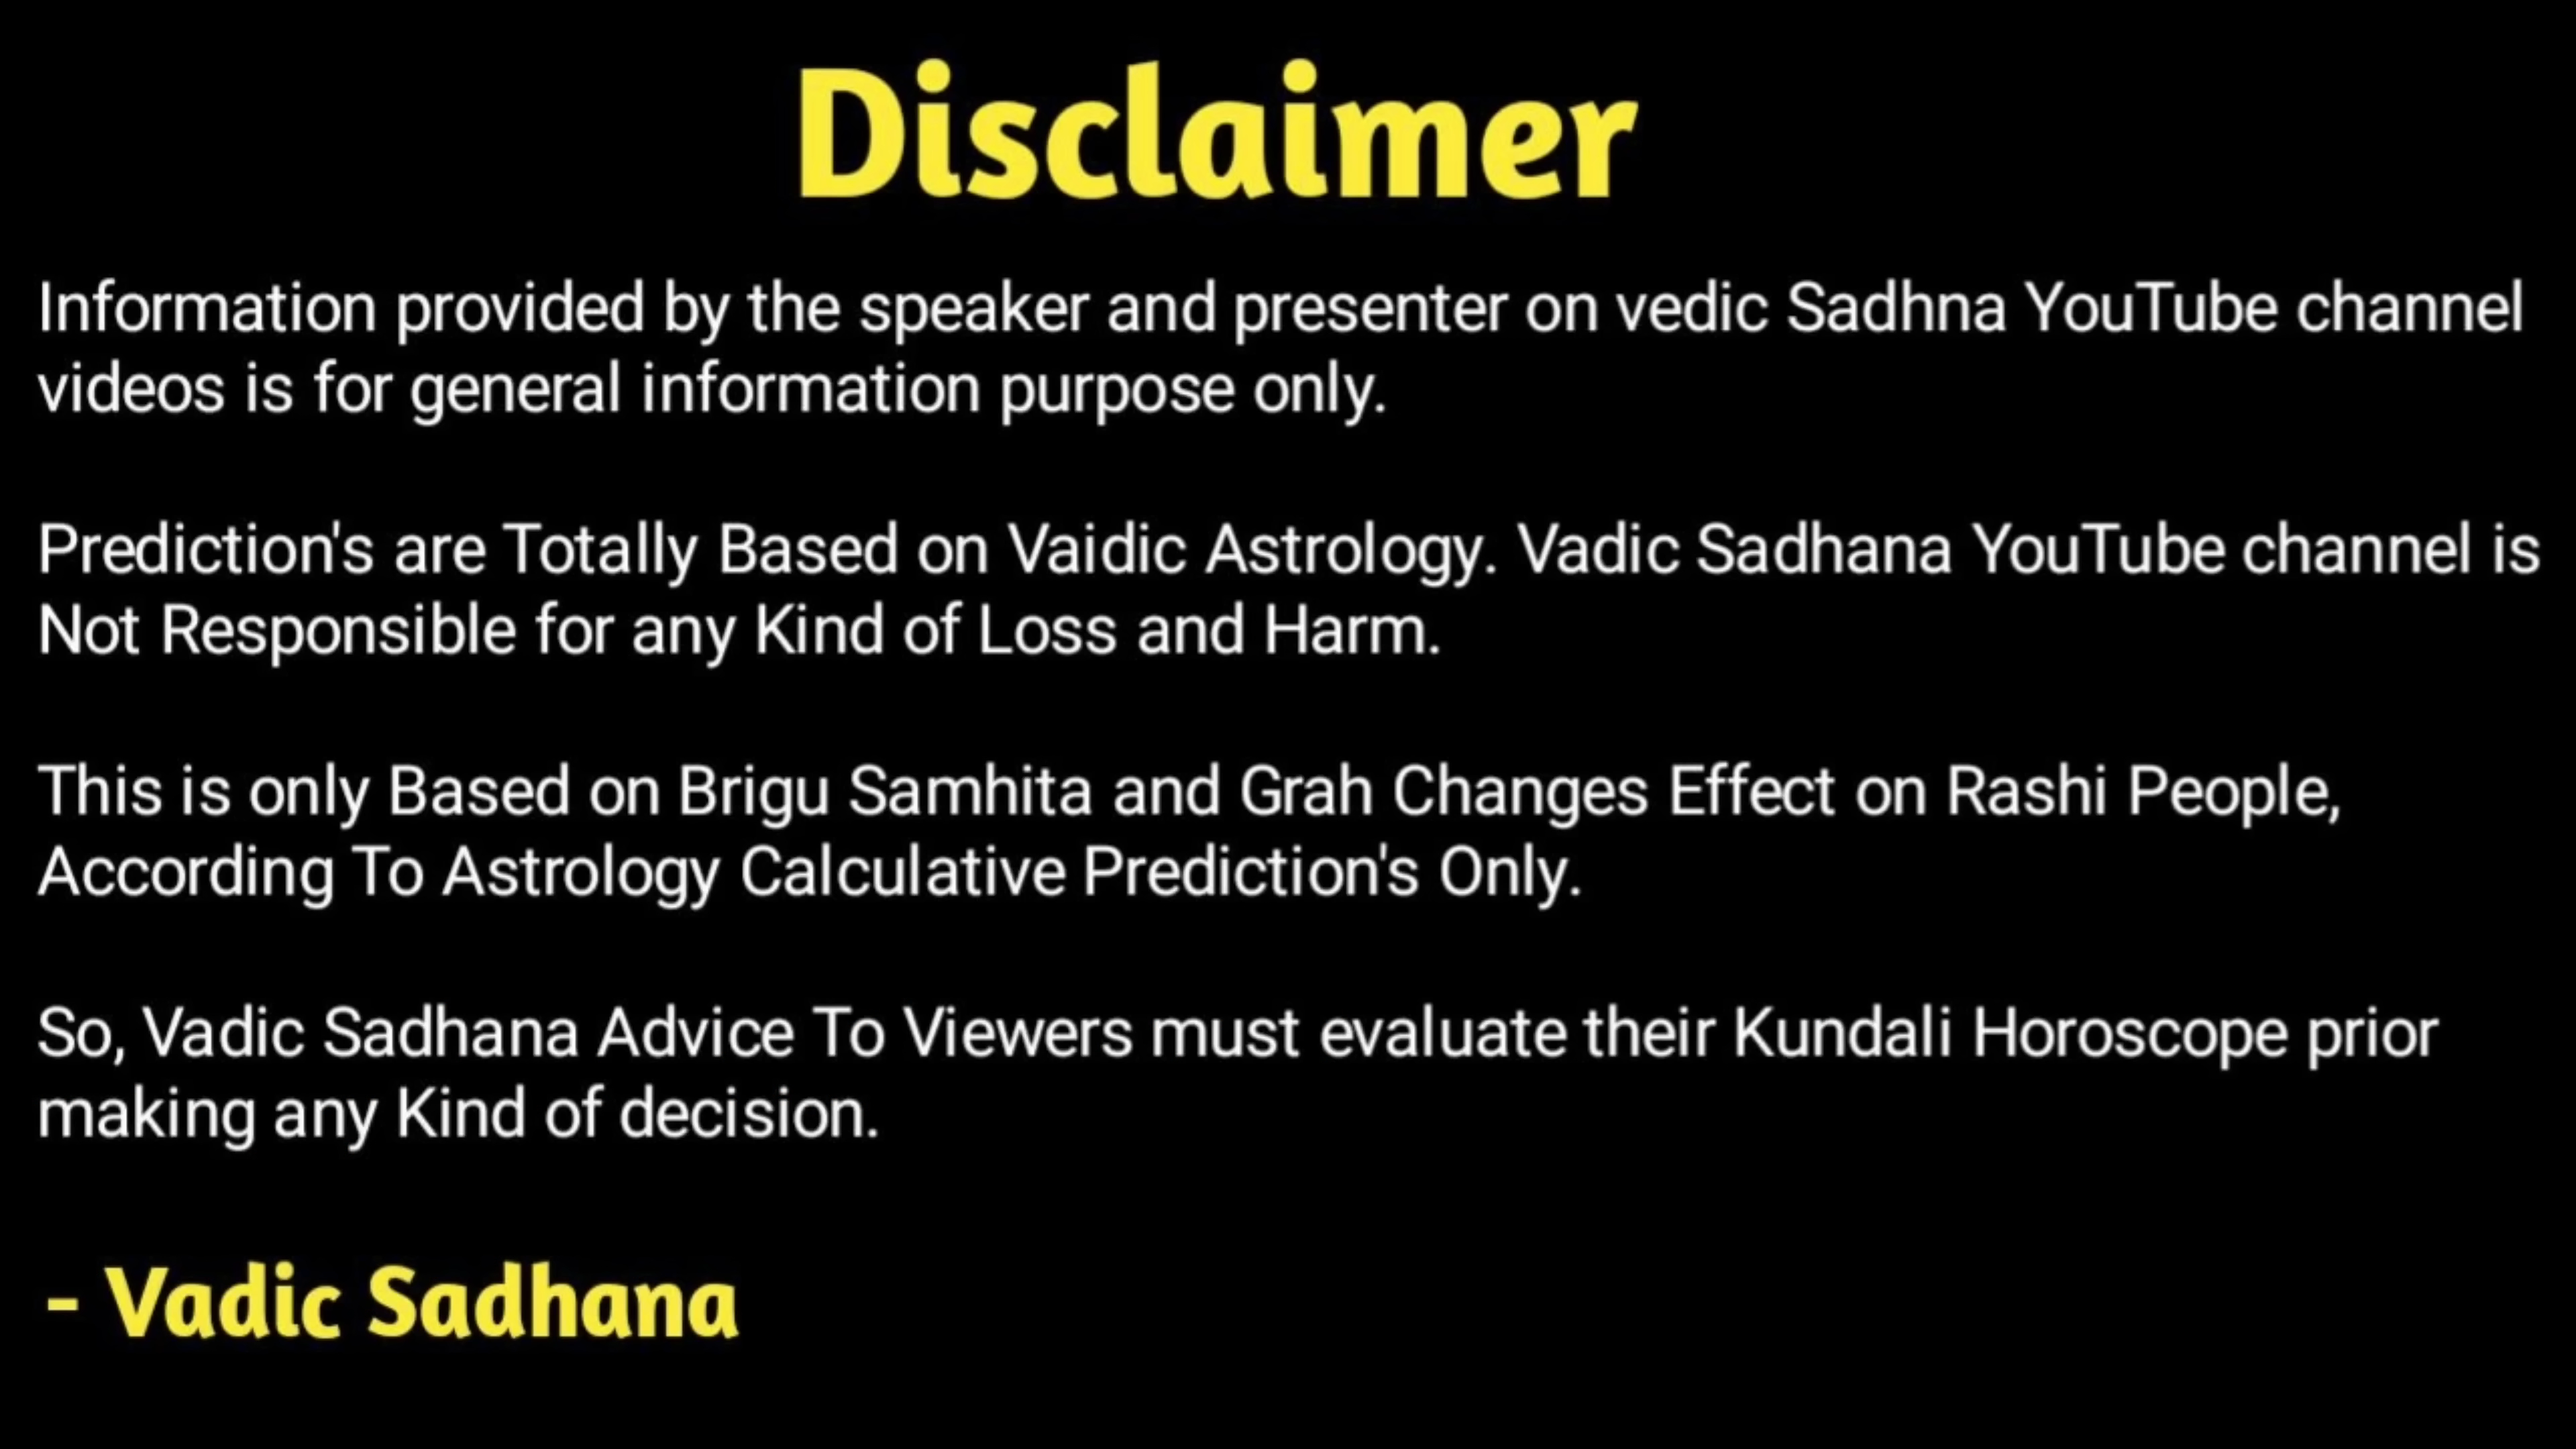 Disclaimer
Information provided by the speaker and presenter on vedic Sadhna YouTube channel
videos is for general information purpose only.
Prediction's are Totally Based on Vaidic Astrology. Vadic Sadhana YouTube channel is
Not Responsible for any Kind of Loss and Harm.
This is only Based on Brigu Samhita and Grah Changes Effect on Rashi People,
According To Astrology Calculative Prediction's Only.
So, Vadic Sadhana Advice To Viewers must evaluate their Kundali Horoscope prior
making any Kind of decision.
- Vadic Sadhana